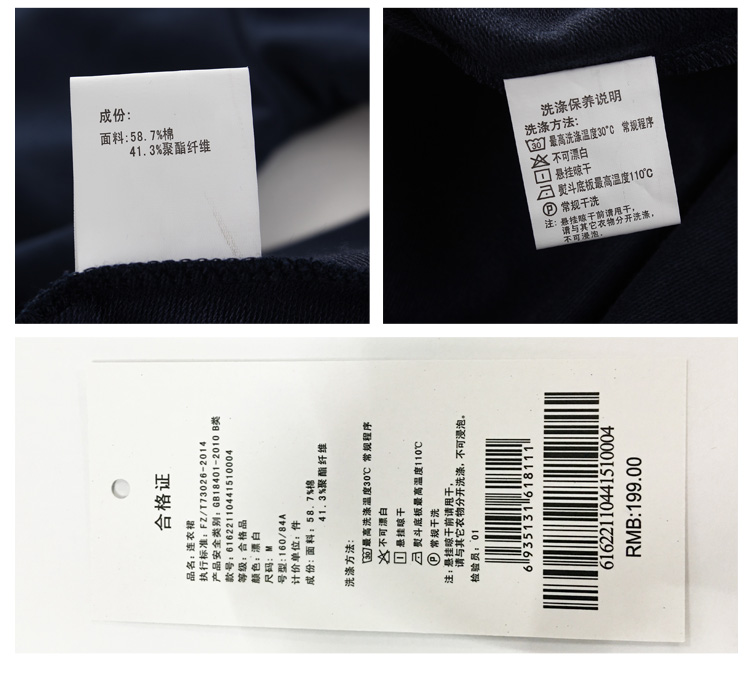 成份:
面料:58.7%棉
41.3%聚酯纤维
洗涤保养说明
洗涤方法:
30 最高洗涤温度30℃ 常规程序
不可漂白
悬挂晾干
熨斗底板最高温度110℃
P 常规干洗
注: 悬挂晾干前请甩干,
请与其它衣物分开洗涤,
不可浸泡。
合格证
品名: 连衣裙
执行标准: FZ/T73026-2014
产品安全类别: GB18401-2010 B类
款号: 61622110441510004
等级: 合格品
颜色: 漂白
尺码: M
号型:160/84A
计价单位: 件
成份: 面料: 58.7%棉
41.3%聚酯纤维
洗涤方法:
30 最高洗涤温度30℃ 常规程序
不可漂白
悬挂晾干
熨斗底板最高温度110℃
P 常规干洗
注: 悬挂晾干前请甩干,
请与其它衣物分开洗涤, 不可浸泡。
检验员: 01
6935131618111
61622110441510004
RMB:199.00